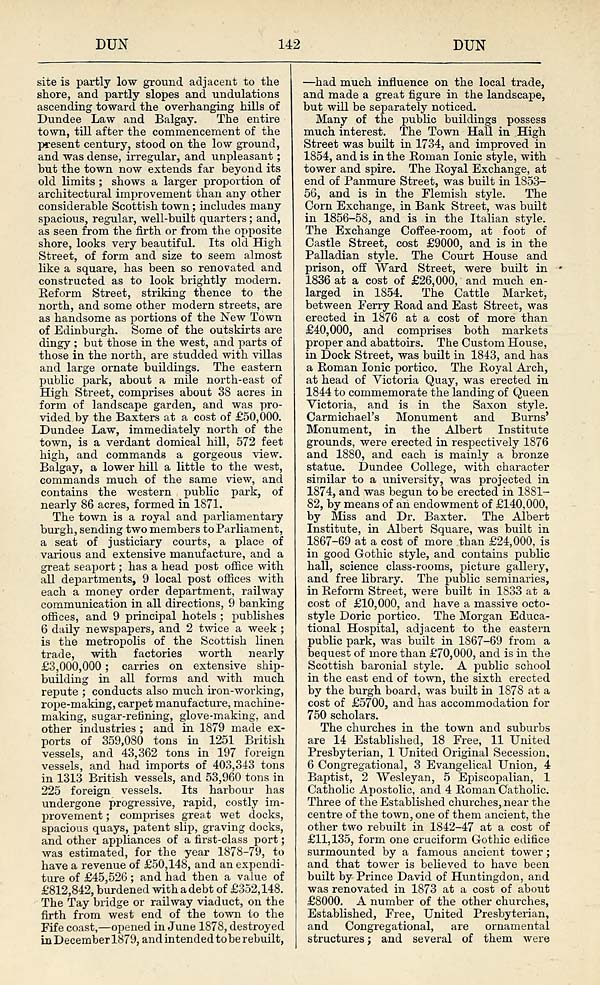 DUN 142 DUN
site is partly low ground adjacent to the
shore, and partly slopes and undulations
ascending toward the overhanging hills of
Dundee Law and Balgay. The entire
town, till after the commencement of the
present century, stood on the low ground,
and was dense, irregular, and unpleasant;
but the town now extends far beyond its
old limits; shows a larger proportion of
architectural improvement than any other
considerable Scottish town; includes many
spacious, regular, well-built quarters; and,
as seen from the firth or from the opposite
shore, looks very beautiful. Its old High
Street, of form and size to seem almost
like a square, has been so renovated and
constructed as to look brightly modern.
Reform Street, striking thence to the
north, and some other modern streets, are
as handsome as portions of the New Town
of Edinburgh. Some of the outskirts are
dingy; but those in the west, and parts of
those in the north, are studded with villas
and large ornate buildings. The eastern
public park, about a mile north-east of
High Street, comprises about 38 acres in
form of landscape garden, and was pro-
vided by the Baxters at a cost of £50,000.
Dundee Law, immediately north of the
town, is a verdant domical hill, 572 feet
high, and commands a gorgeous view.
Balgay, a lower hill a little to the west,
commands much of the same view, and
contains the western public park, of
nearly 86 acres, formed in 1871.
The town is a royal and parliamentary
burgh, sending two members to Parliament,
a seat of justiciary courts, a place of
various and extensive manufacture, and a
great seaport; has a head post office with
all departments, 9 local post offices with
each a money order department, railway
communication in all directions, 9 banking
offices, and 9 principal hotels; publishes
6 daily newspapers, and 2 twice a week;
is the metropolis of the Scottish linen
trade, with factories worth nearly
£3,000,000; carries on extensive ship-
building in all forms and with much
repute; conducts also much iron-working,
rope-making, carpet manufacture, machine-
making, sugar-refining, glove-making, and
other industries; and in 1879 made ex-
ports of 359,080 tons in 1251 British
vessels, and 43,362 tons in 197 foreign
vessels, and had imports of 403,343 tons
in 1313 British vessels, and 53,960 tons in
225 foreign vessels. Its harbour has
undergone progressive, rapid, costly im-
provement; comprises great wet docks,
spacious quays, patent slip, graving docks,
and other appliances of a first-class port;
was estimated, for the year 1878-79, to
have a revenue of £50,148, and an expendi-
ture of £45,526; and had then a value of
£812,842, burdened with a debt of £352,148.
The Tay bridge or railway viaduct, on the
firth from west end of the town to the
Fife coast,—opened in June 1878, destroyed
in December 1879, and intended to be rebuilt,
—had much influence on the local trade,
and made a great figure in the landscape,
but will be separately noticed.
Many of the public buildings possess
much interest. The Town Hall in High
Street was built in 1734, and improved in
1854, and is in the Roman Ionic style, with
tower and spire. The Royal Exchange, at
end of Panmure Street, was built in 1853-
56, and is in the Flemish style. The
Corn Exchange, in Bank Street, was built
in 1856-58, and is in the Italian style.
The Exchange Coffee-room, at foot of
Castle Street, cost £9000, and is in the
Palladian style. The Court House and
prison, off Ward Street, were built in
1836 at a cost of £26,000, and much en-
larged in 1854. The Cattle Market,
between Ferry Road and East Street, was
erected in 1876 at a cost of more than
£40,000, and comprises both markets
proper and abattoirs. The Custom House,
in Dock Street, was built in 1843, and has
a Roman Ionic portico. The Royal Arch,
at head of Victoria Quay, was erected in
1844 to commemorate the landing of Queen
Victoria, and is in the Saxon style.
Carmichael's Monument and Burns'
Monument, in the Albert Institute
grounds, were erected in respectively 1876
and 1880, and each is mainly a bronze
statue. Dundee College, with character
similar to a university, was projected in
1874, and was begun to be erected in 1881-
82, by means of an endowment of £140,000,
by Miss and Dr. Baxter. The Albert
Institute, in Albert Square, was built in
1867-69 at a cost of more than £24,000, is
in good Gothic style, and contains public
hall, science class-rooms, picture gallery,
and free library. The public seminaries,
in Reform Street, were built in 1833 at a
cost of £10,000, and have a massive octo-
style Doric portico. The Morgan Educa-
tional Hospital, adjacent to the eastern
public park, was built in 1867-69 from a
bequest of more than £70,000, and is in the
Scottish baronial style. A public school
in the east end of town, the sixth erected
by the burgh board, was built in 1878 at a
cost of £5700, and has accommodation for
750 scholars.
The churches in the town and suburbs
are 14 Established, 18 Free, 11 United
Presbyterian, 1 United Original Secession,
6 Congregational, 3 Evangelical Union, 4
Baptist, 2 Wesleyan, 5 Episcopalian, 1
Catholic Apostolic, and 4 Roman Catholic.
Three of the Established churches, near the
centre of the town, one of them ancient, the
other two rebuilt in 1842-47 at a cost of
£11,135, form one cruciform Gothic edifice
surmounted by a famous ancient tower;
and that tower is believed to have been
built by Prince David of Huntingdon, and
was renovated in 1873 at a cost of about
£8000. A number of the other churches,
Established, Free, United Presbyterian,
and Congregational, are ornamental
structures; and several of them were